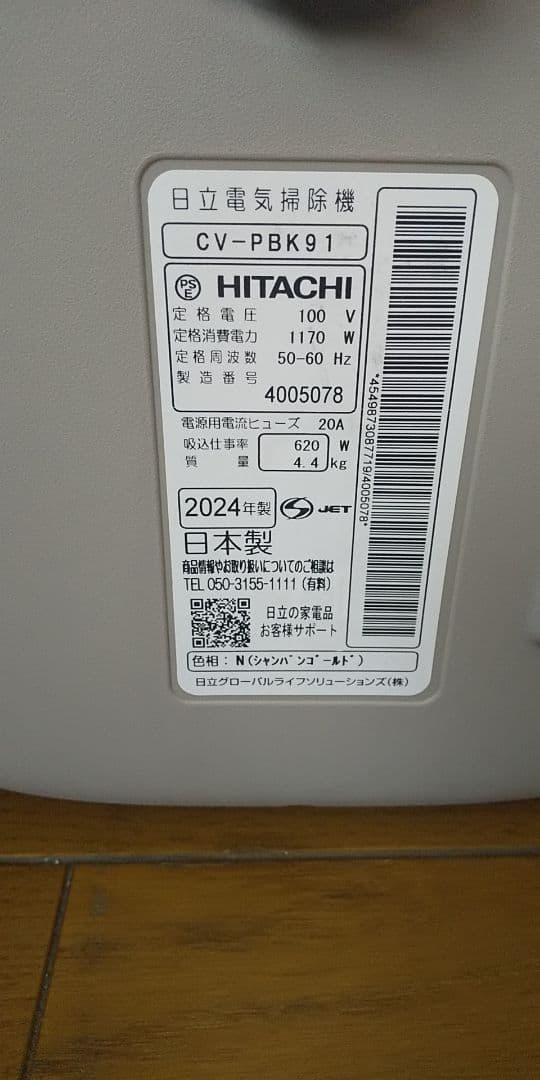 日立電気掃除機
CV-PBK91
PSE HITACHI
定格電圧 100 V
定格消費電力 1170 W
定格周波数 50-60 Hz
製造番号
4005078
電源用電流ヒューズ 20A
吸込仕事率 620 W
質量 4.4 kg
2024年製 JET
日本製
商品情報やお取り扱いについてのご相談は
TEL 050-3155-1111 (有料)
日立の家電品
お客様サポート
色相：N(シャンパンゴールド)
日立グローバルライフソリューションズ(株)
*4549873087719/4005078*